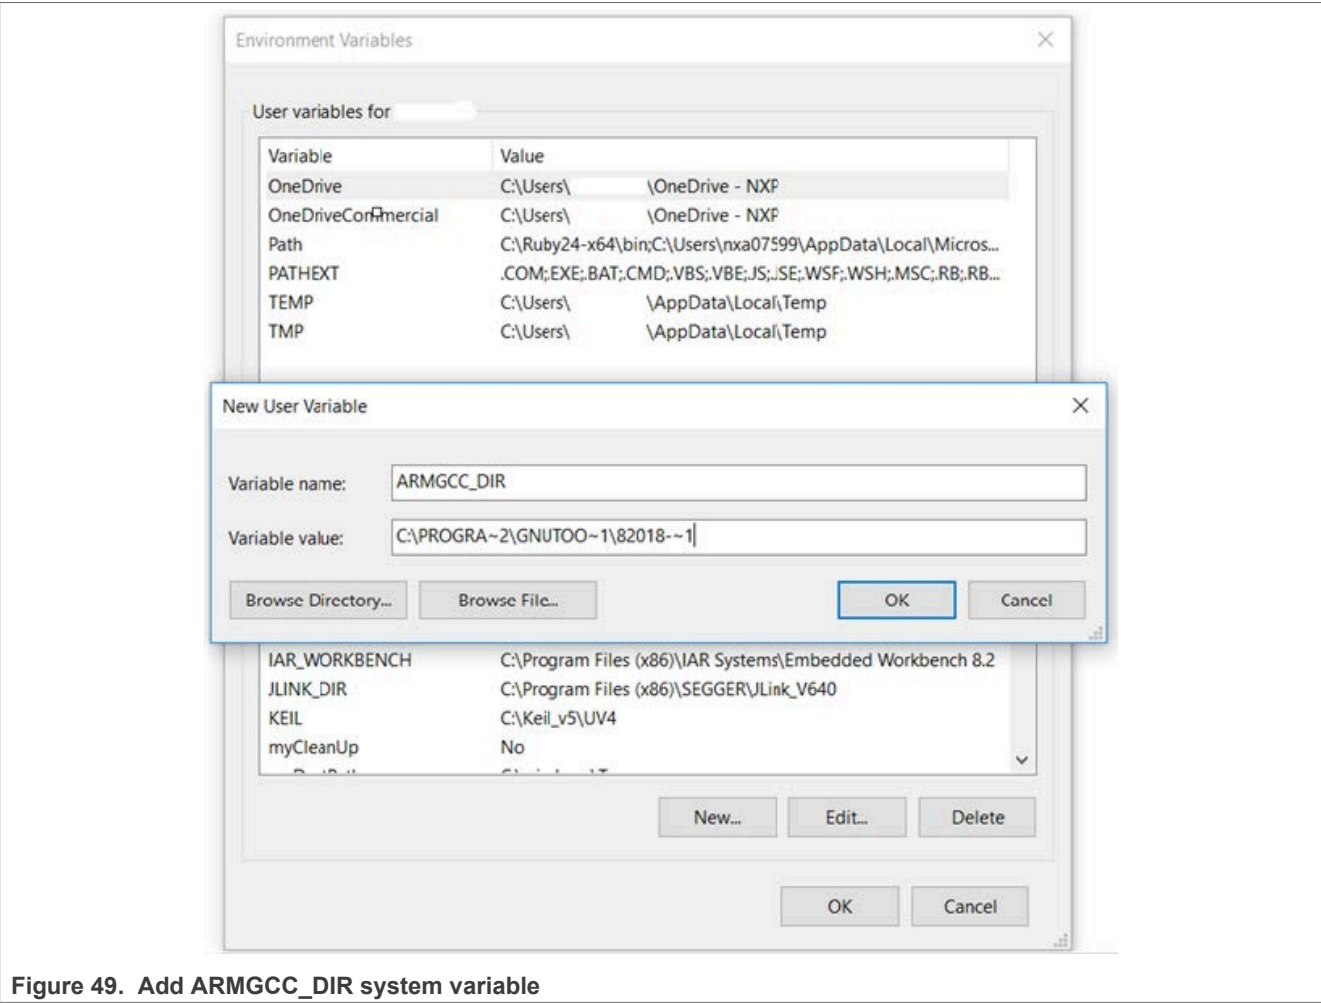 Environment Variables
User variables for
Variable Value
OneDrive C:\Users\ \OneDrive - NXP
OneDriveCommercial C:\Users\ \OneDrive - NXP
Path C:\Ruby24-x64\bin;C:\Users\nxa07599\AppData\Local\Micros...
PATHEXT .COM;.EXE;.BAT;.CMD;.VBS;.VBE;.JS;.JSE;.WSF;.WSH;.MSC;.RB;.RB...
TEMP C:\Users\ \AppData\Local\Temp
TMP C:\Users\ \AppData\Local\Temp
New User Variable
Variable name: ARMGCC_DIR
Variable value: C:\PROGRA~2\GNUTOO~1\82018-~1
Browse Directory... Browse File... OK Cancel
IAR_WORKBENCH C:\Program Files (x86)\IAR Systems\Embedded Workbench 8.2
JLINK_DIR C:\Program Files (x86)\SEGGER\JLink_V640
KEIL C:\Keil_v5\UV4
myCleanUp No
New... Edit... Delete
OK Cancel
Figure 49. Add ARMGCC_DIR system variable